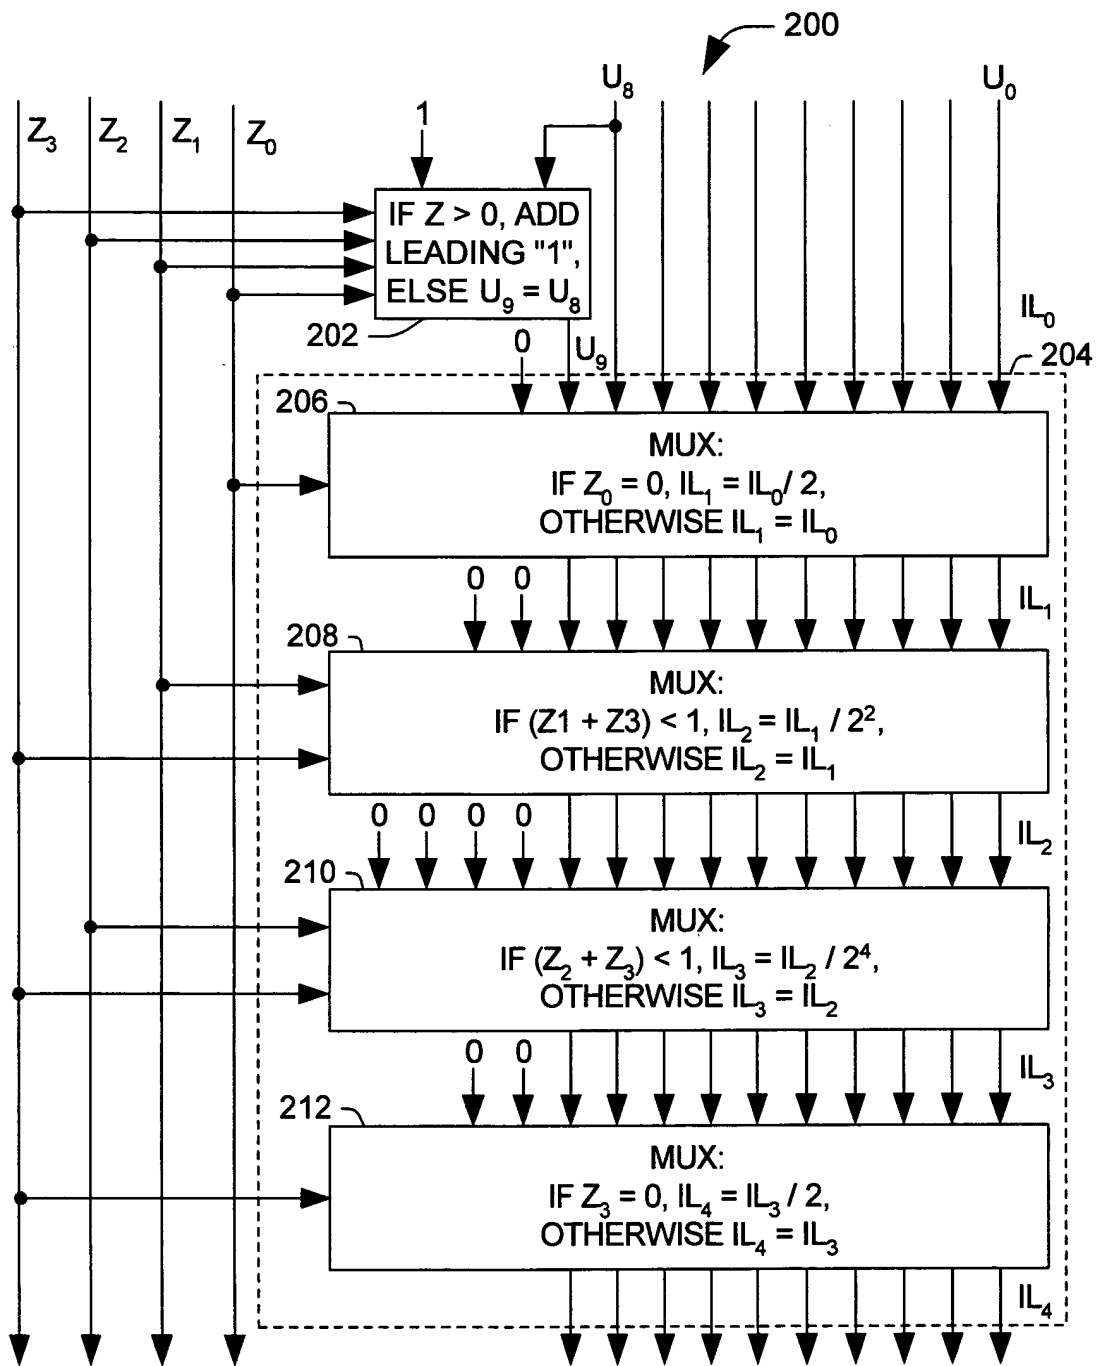 200
U₈
U₀
Z₃
Z₂
Z₁
Z₀
1
IF Z > 0, ADD
LEADING "1",
ELSE U₉ = U₈
202
0
U₉
IL₀
204
206
MUX:
IF Z₀ = 0, IL₁ = IL₀/ 2,
OTHERWISE IL₁ = IL₀
0 0
IL₁
208
MUX:
IF (Z1 + Z3) < 1, IL₂ = IL₁ / 2²,
OTHERWISE IL₂ = IL₁
0 0 0 0
IL₂
210
MUX:
IF (Z₂ + Z₃) < 1, IL₃ = IL₂ / 2⁴,
OTHERWISE IL₃ = IL₂
0 0
IL₃
212
MUX:
IF Z₃ = 0, IL₄ = IL₃ / 2,
OTHERWISE IL₄ = IL₃
IL₄